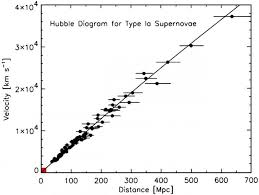 Hubble Diagram for Type Ia Supernovae
Velocity [km s⁻¹]
4×10⁴
3×10⁴
2×10⁴
1×10⁴
0
0 100 200 300 400 500 600 700
Distance [Mpc]